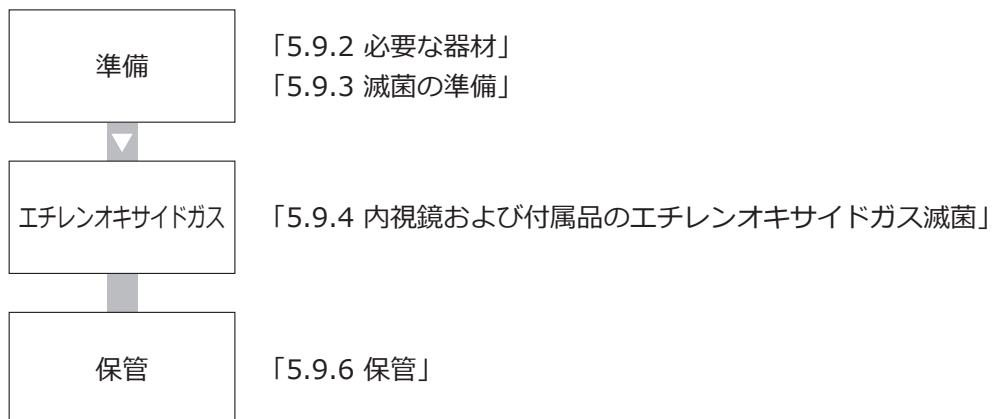 準備
「5.9.2 必要な器材」
「5.9.3 滅菌の準備」
エチレンオキサイドガス
「5.9.4 内視鏡および付属品のエチレンオキサイドガス滅菌」
保管
「5.9.6 保管」